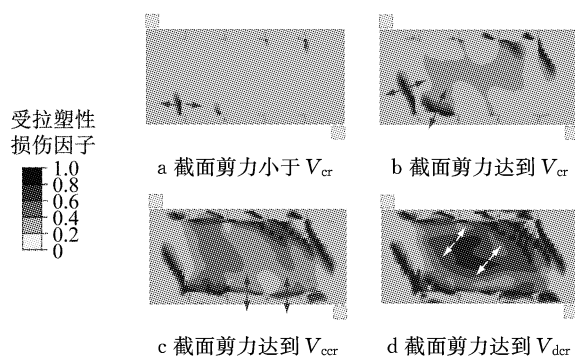 受拉塑性
损伤因子
1.0
0.8
0.6
0.4
0.2
0
a 截面剪力小于 Vcr
b 截面剪力达到 Vcr
c 截面剪力达到 Vccr
d 截面剪力达到 Vdcr